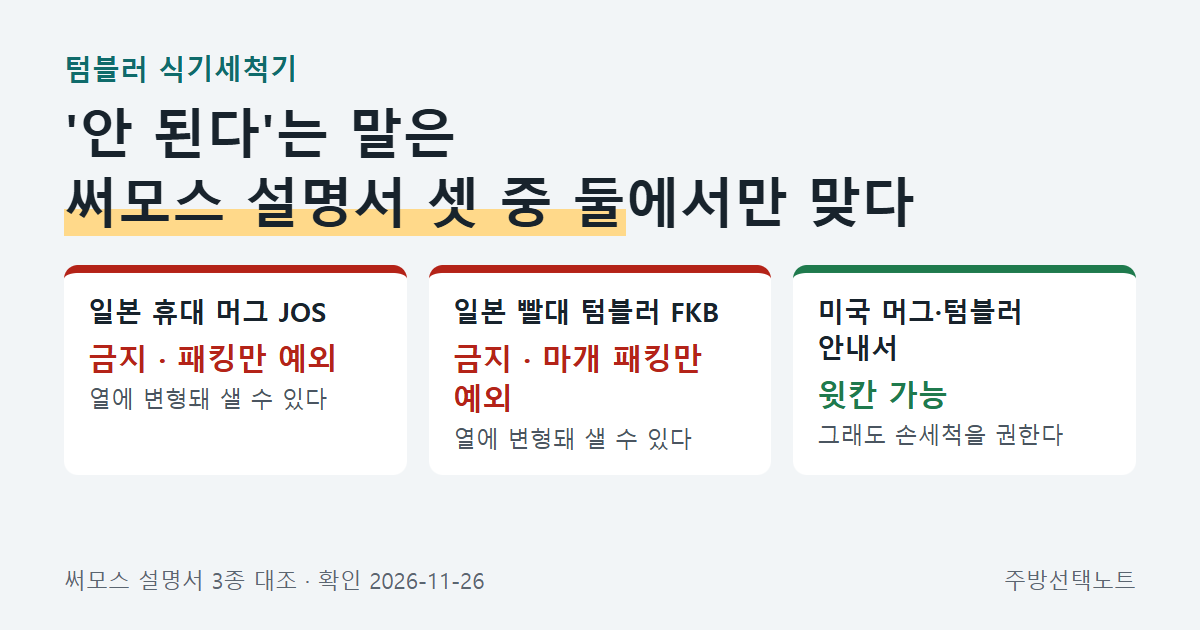 텀블러 식기세척기
'안 된다'는 말은
써모스 설명서 셋 중 둘에서만 맞다
일본 휴대 머그 JOS
금지 · 패킹만 예외
열에 변형돼 샐 수 있다
일본 빨대 텀블러 FKB
금지 · 마개 패킹만
예외
열에 변형돼 샐 수 있다
미국 머그·텀블러
안내서
윗칸 가능
그래도 손세척을 권한다
써모스 설명서 3종 대조 · 확인 2026-11-26
주방선택노트